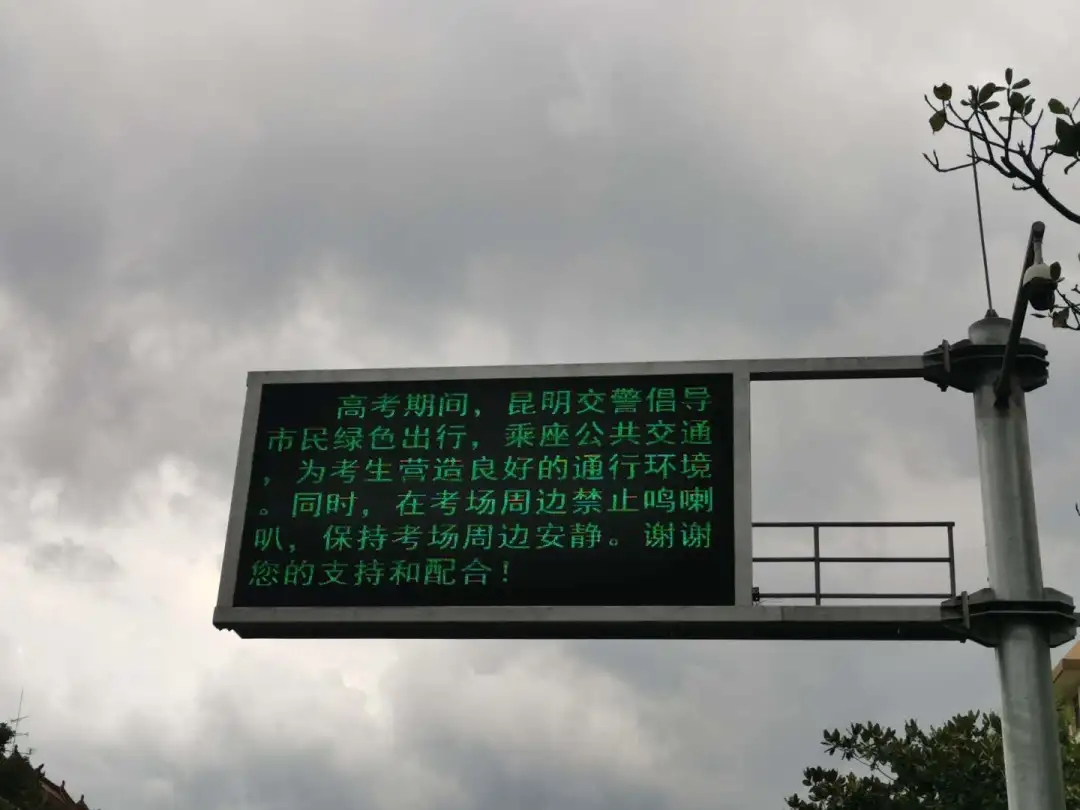 高考期间，昆明交警倡导
市民绿色出行，乘座公共交通
，为考生营造良好的通行环境
。同时，在考场周边禁止鸣喇
叭，保持考场周边安静。谢谢
您的支持和配合！